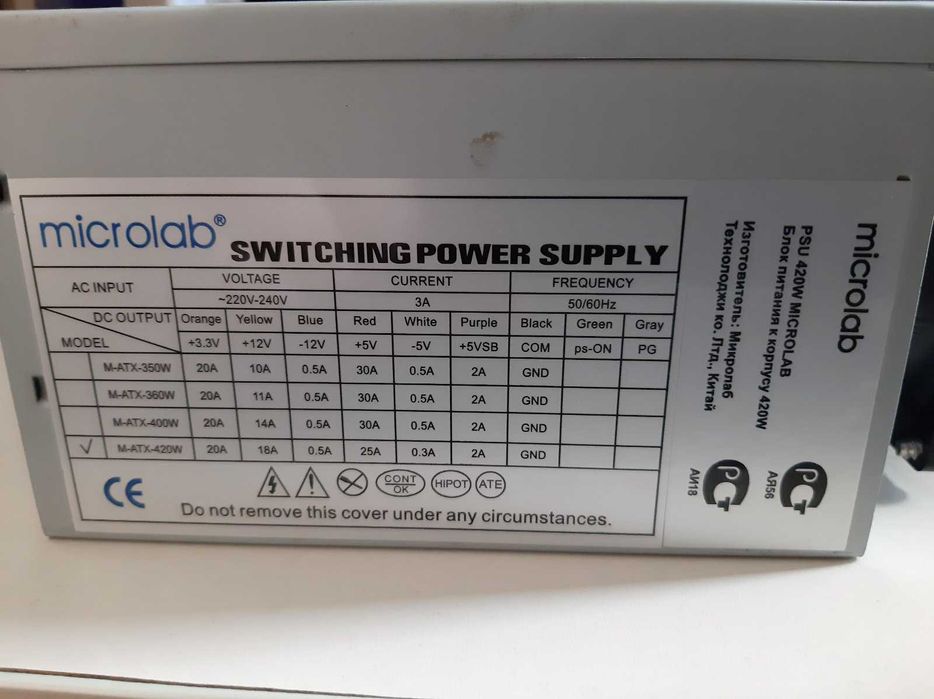 microlab®
SWITCHING POWER SUPPLY
AC INPUT VOLTAGE CURRENT FREQUENCY
~220V-240V 3A 50/60Hz
DC OUTPUT Orange Yellow Blue Red White Purple Black Green Gray
MODEL +3.3V +12V -12V +5V -5V +5VSB COM ps-ON PG
M-ATX-350W 20A 10A 0.5A 30A 0.5A 2A GND
M-ATX-360W 20A 11A 0.5A 30A 0.5A 2A GND
M-ATX-400W 20A 14A 0.5A 30A 0.5A 2A GND
√ M-ATX-420W 20A 18A 0.5A 25A 0.3A 2A GND
CE CONT OK HIPOT ATE
Do not remove this cover under any circumstances.
microlab
PSU 420W MICROLAB
Блок питания к корпусу 420W
Изготовитель: Микролаб
Технолоджи ко. Лтд., Китай
РСТ
АЯ56
РСТ
АИ18